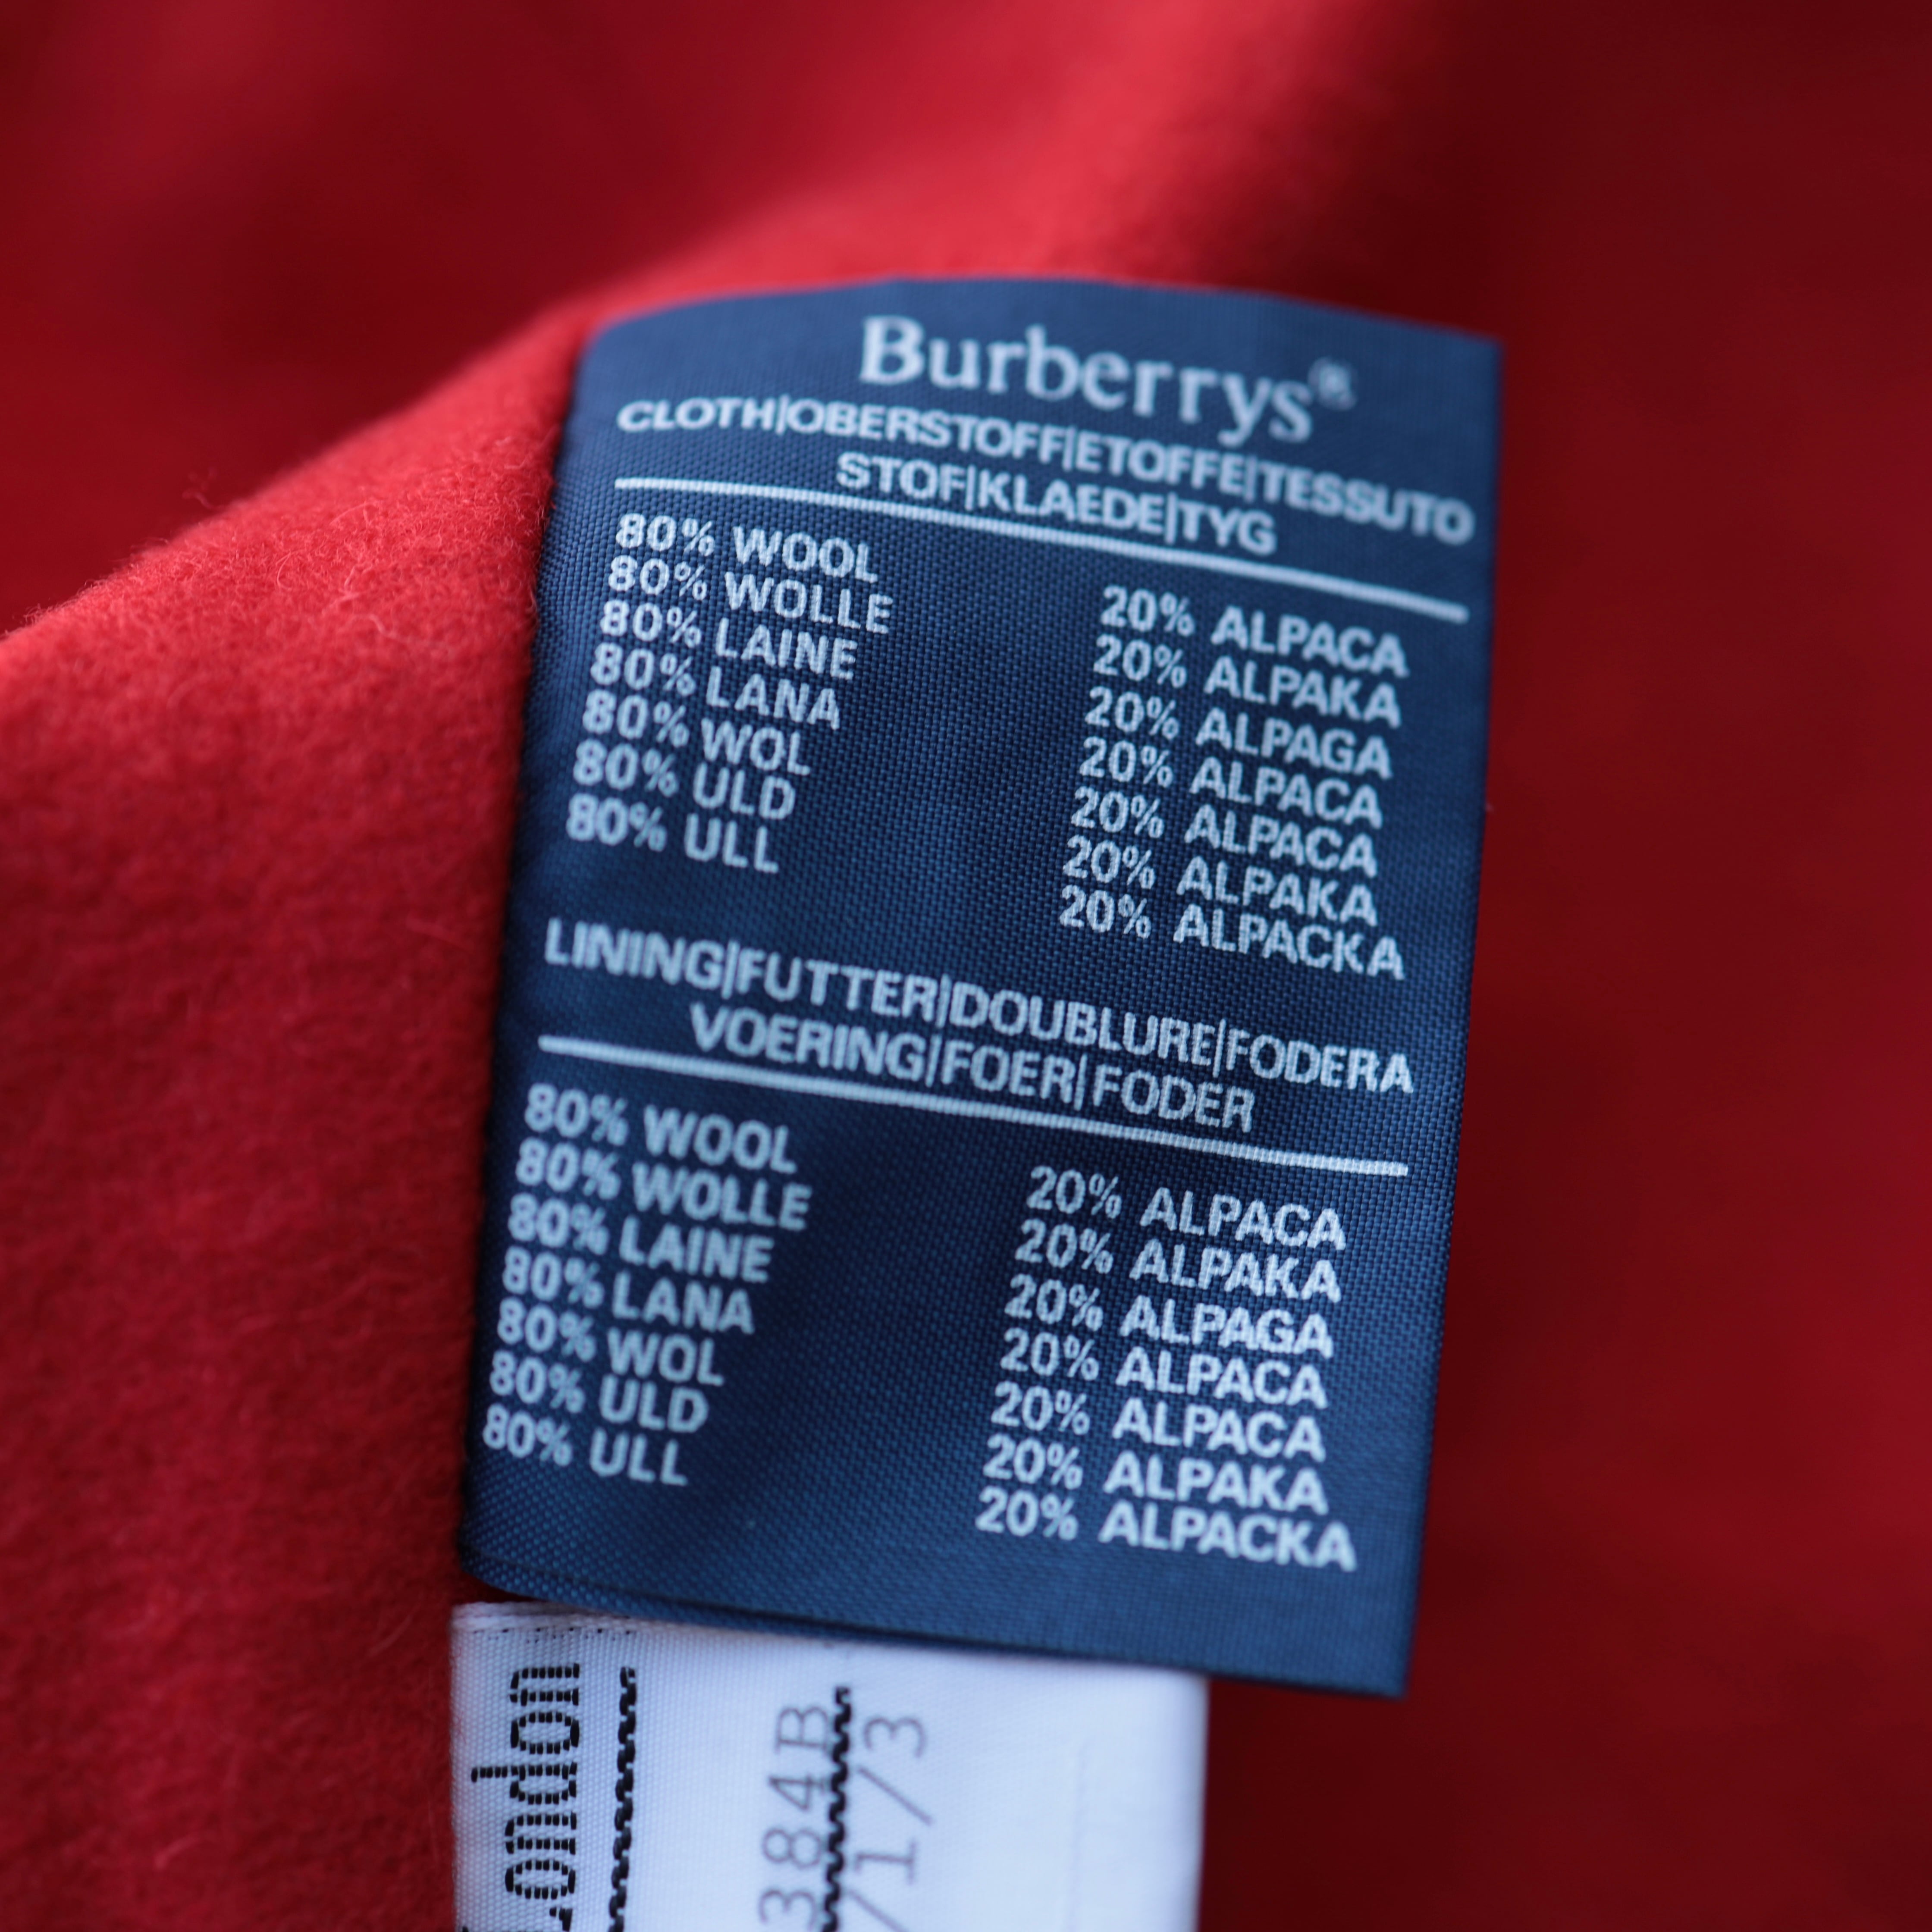 Burberrys®
CLOTH|OBERSTOFF|ETOFFE|TESSUTO
STOF|KLAEDE|TYG
80% WOOL 20% ALPACA
80% WOLLE 20% ALPAKA
80% LAINE 20% ALPAGA
80% LANA 20% ALPACA
80% WOL 20% ALPACA
80% ULD 20% ALPAKA
80% ULL 20% ALPACKA
LINING|FUTTER|DOUBLURE|FODERA
VOERING|FOER|FODER
80% WOOL 20% ALPACA
80% WOLLE 20% ALPAKA
80% LAINE 20% ALPAGA
80% LANA 20% ALPACA
80% WOL 20% ALPACA
80% ULD 20% ALPAKA
80% ULL 20% ALPACKA
384B
/1/3